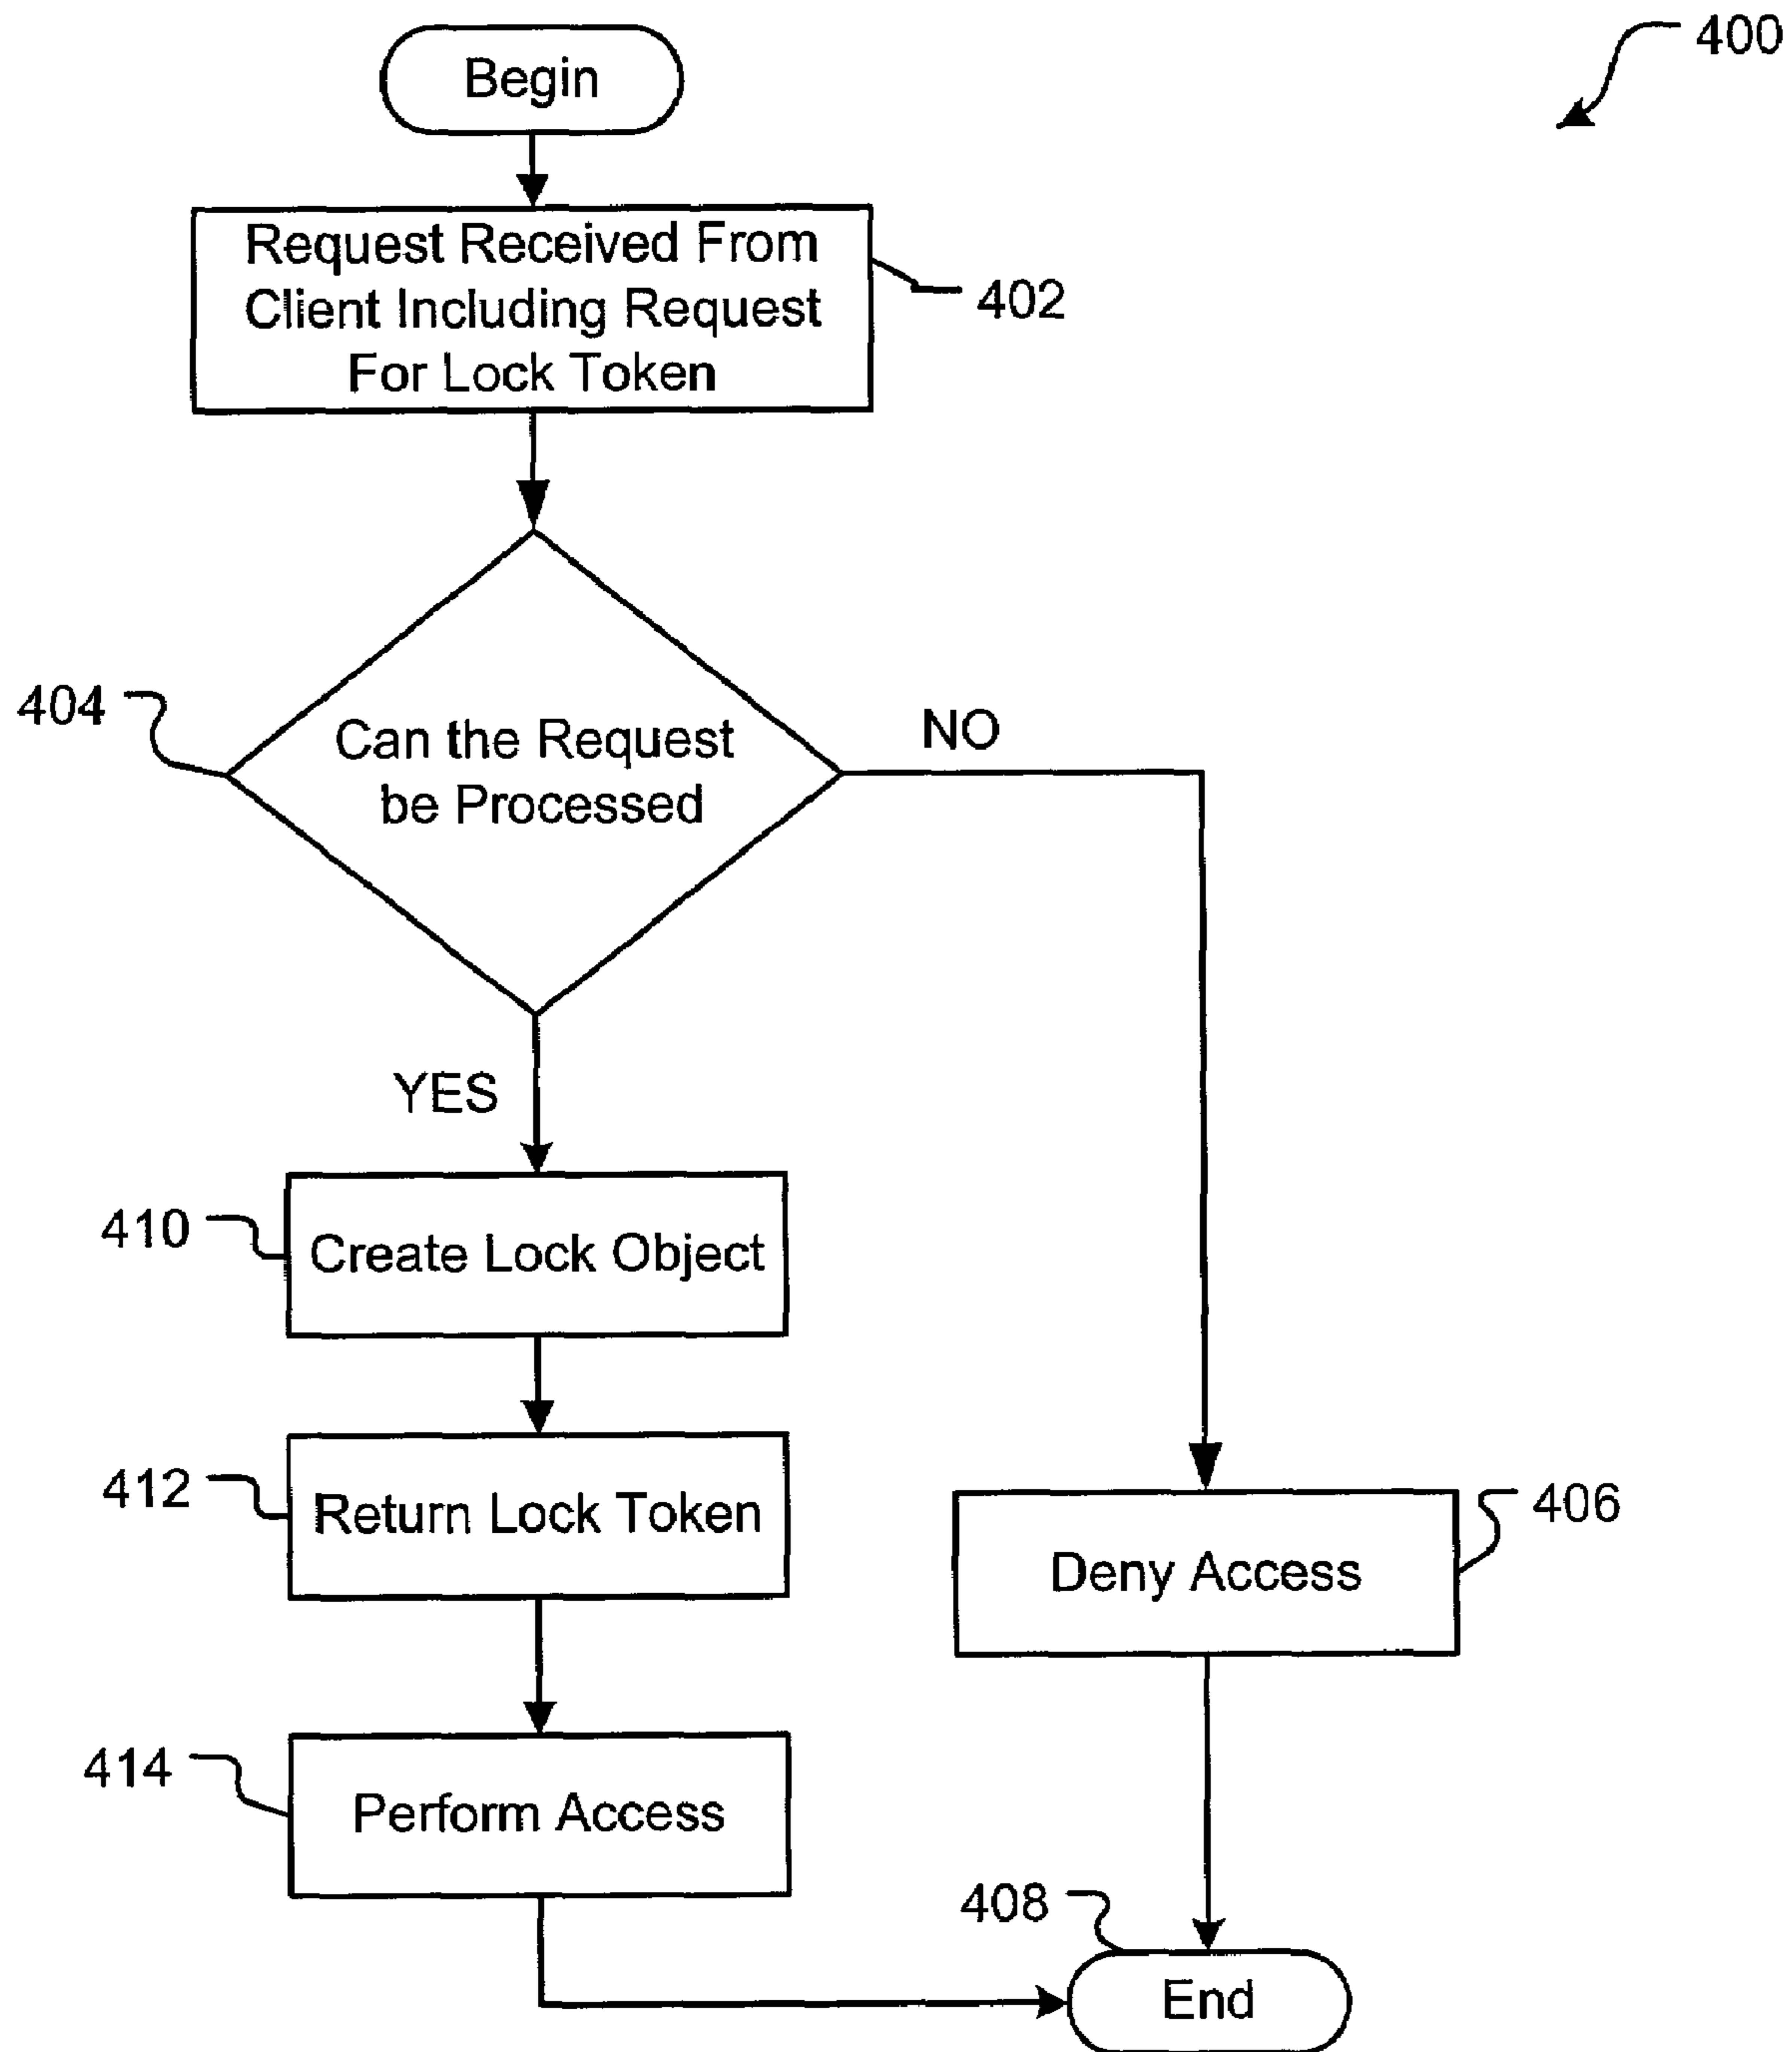 Begin
400
Request Received From
Client Including Request
For Lock Token
402
404
Can the Request
be Processed
NO
YES
410
Create Lock Object
412
Return Lock Token
406
Deny Access
414
Perform Access
408
End